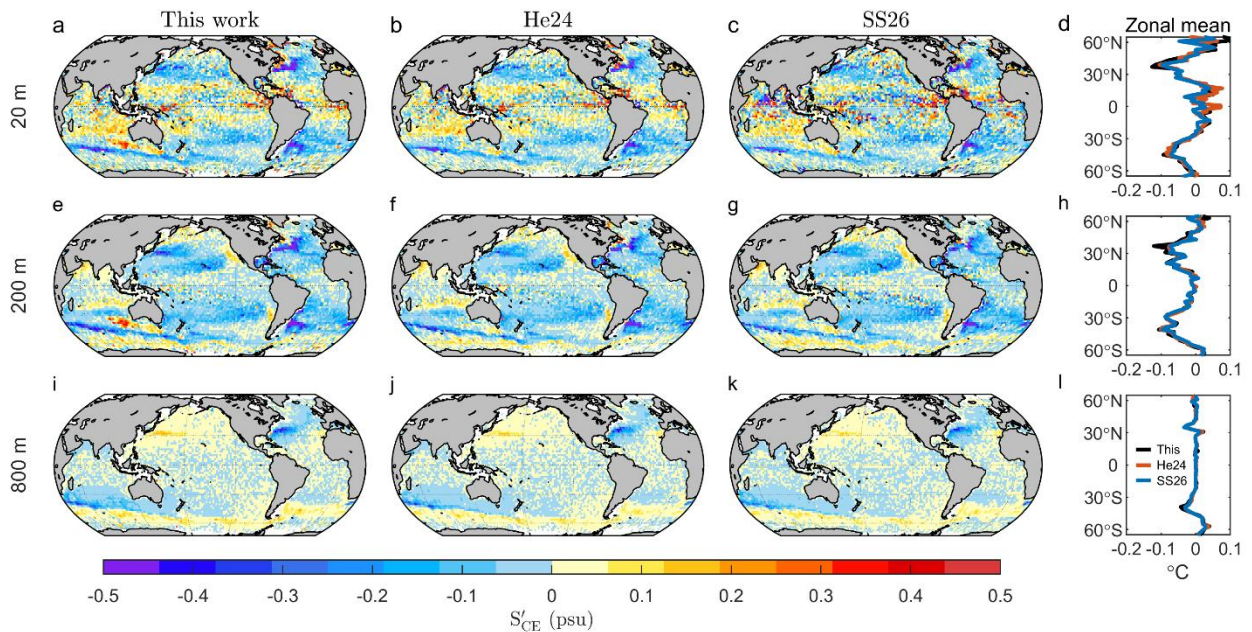 This work He24 SS26
a b c d Zonal mean
20 m
60°N
30°N
0
30°S
60°S
-0.2 -0.1 0 0.1
e f g h
200 m
60°N
30°N
0
30°S
60°S
-0.2 -0.1 0 0.1
i j k l
800 m
60°N
30°N
0
30°S
60°S
This
He24
SS26
-0.2 -0.1 0 0.1
°C
-0.5 -0.4 -0.3 -0.2 -0.1 0 0.1 0.2 0.3 0.4 0.5
S′CE (psu)